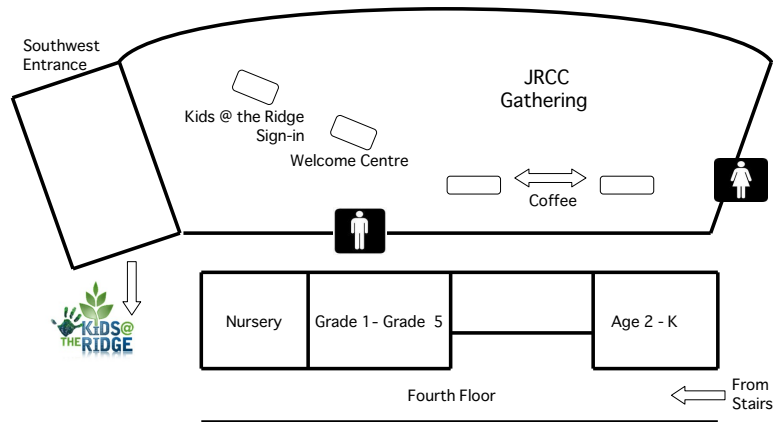 Southwest
Entrance
JRCC
Gathering
Kids @ the Ridge
Sign-in
Welcome Centre
Coffee
KiDS@
THE RIDGE
Nursery
Grade 1 - Grade 5
Age 2 - K
Fourth Floor
From
Stairs